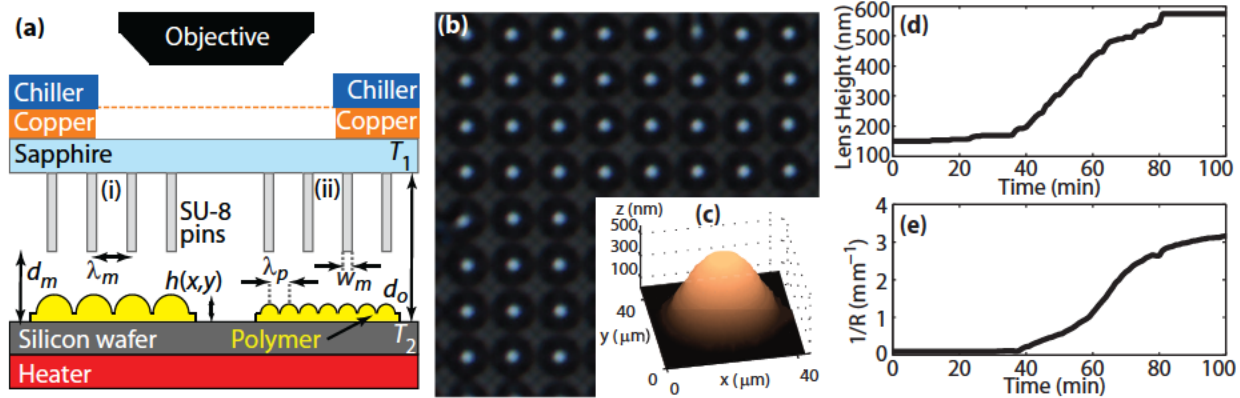 (a)
Objective
Chiller
Chiller
Copper
Copper
Sapphire
T1
(i)
(ii)
SU-8
pins
dm
λm
h(x,y)
λp
wm
do
Silicon wafer
Polymer
T2
Heater
(b)
(c)
z (nm)
500
300
100
40
y (μm)
0
0
x (μm)
40
(d)
600
500
400
300
200
100
Lens Height (nm)
0
20
40
60
80
100
Time (min)
(e)
4
3
2
1
0
1/R (mm⁻¹)
0
20
40
60
80
100
Time (min)